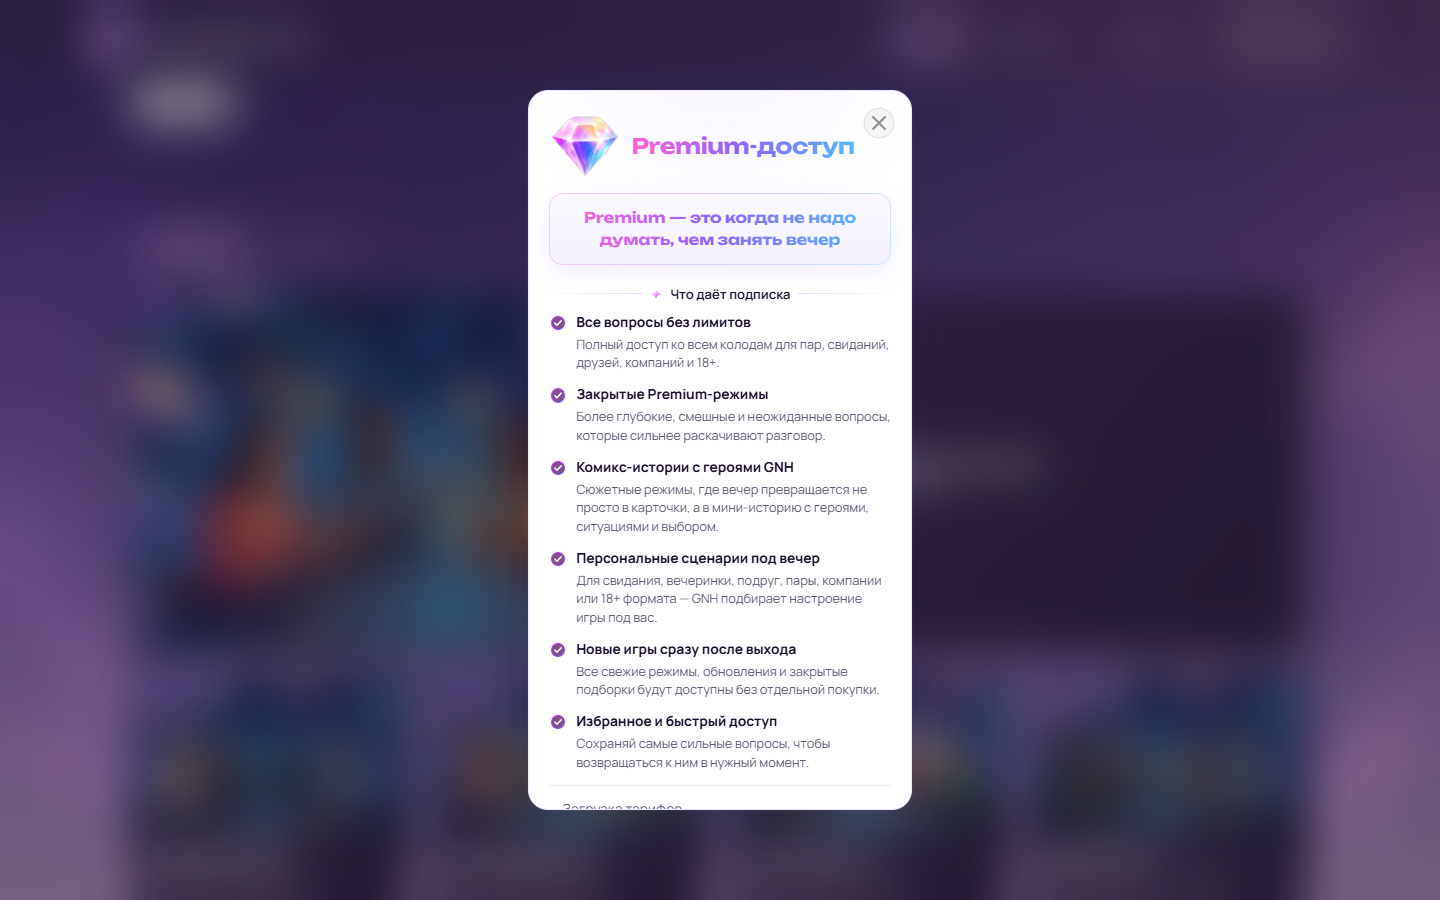 Premium-доступ
Premium — это когда не надо
думать, чем занять вечер
Что даёт подписка
Все вопросы без лимитов
Полный доступ ко всем колодам для пар, свиданий,
друзей, компаний и 18+.
Закрытые Premium-режимы
Более глубокие, смешные и неожиданные вопросы,
которые сильнее раскачивают разговор.
Комикс-истории с героями GNH
Сюжетные режимы, где вечер превращается не
просто в карточки, а в мини-историю с героями,
ситуациями и выбором.
Персональные сценарии под вечер
Для свидания, вечеринки, подруг, пары, компании
или 18+ формата — GNH подбирает настроение
игры под вас.
Новые игры сразу после выхода
Все свежие режимы, обновления и закрытые
подборки будут доступны без отдельной покупки.
Избранное и быстрый доступ
Сохраняй самые сильные вопросы, чтобы
возвращаться к ним в нужный момент.
Загрузка тарифов